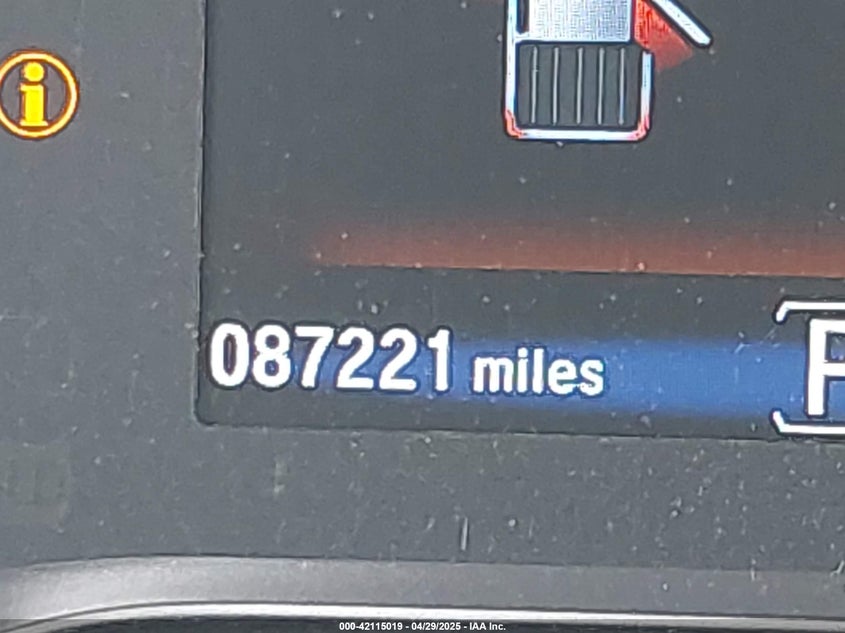 i
087221 miles
P
000-42115019 - 04/29/2025 - IAA Inc.